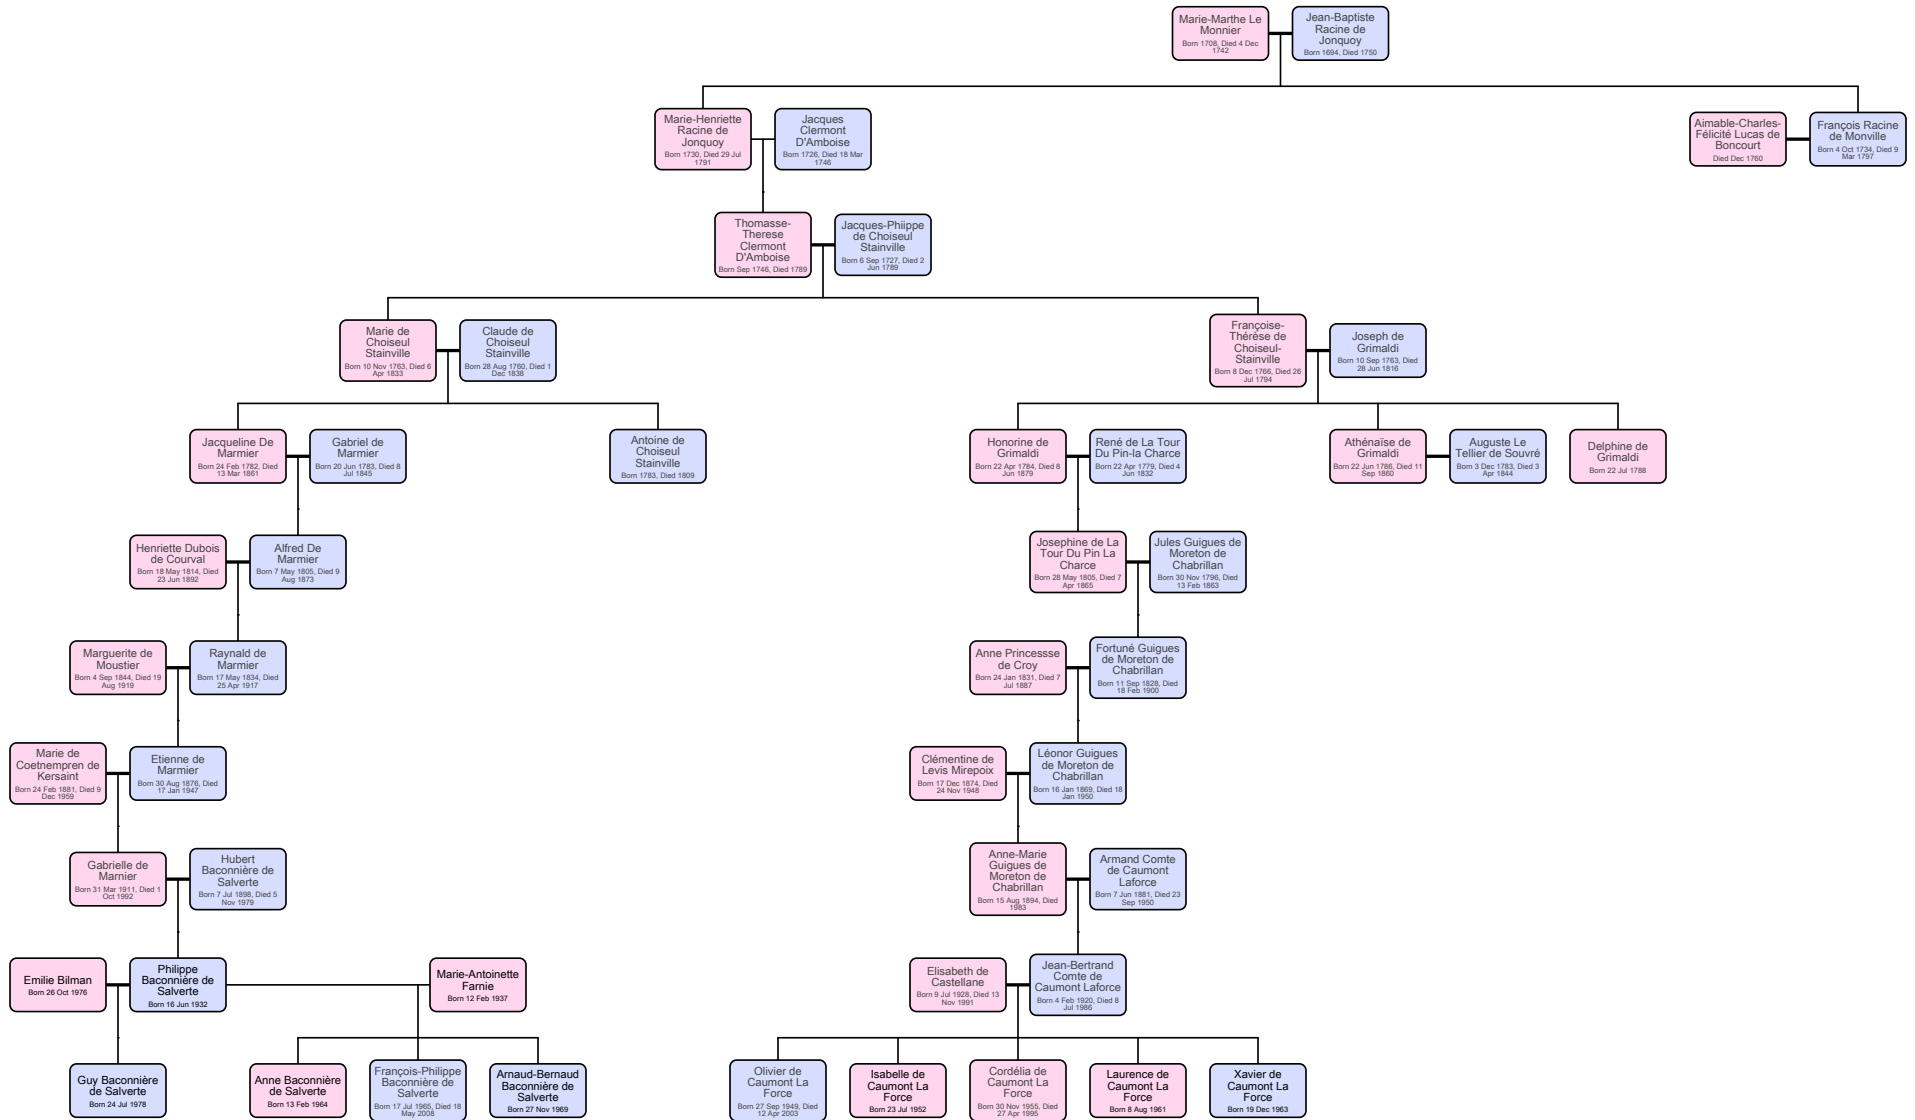 Marie-Marthe Le
Monnier
Born 1708, Died 4 Dec
1742
Jean-Baptiste
Racine de
Jonquoy
Born 1694, Died 1750
Marie-Henriette
Racine de
Jonquoy
Born 1730, Died 29 Jul
1791
Jacques
Clermont
D'Amboise
Born 1726, Died 18 Mar
1746
Aimable-Charles-
Félicité Lucas de
Boncourt
Died Dec 1760
François Racine
de Monville
Born 4 Oct 1734, Died 9
Mar 1797
Thomasse-
Therese
Clermont
D'Amboise
Born Sep 1746, Died 1789
Jacques-Phiippe
de Choiseul
Stainville
Born 6 Sep 1727, Died 2
Jun 1789
Marie de
Choiseul
Stainville
Born 10 Nov 1763, Died 6
Apr 1833
Claude de
Choiseul
Stainville
Born 28 Aug 1760, Died 1
Dec 1838
Françoise-
Thérèse de
Choiseul-
Stainville
Born 8 Dec 1766, Died 26
Jul 1794
Joseph de
Grimaldi
Born 10 Sep 1763, Died
28 Jun 1816
Jacqueline De
Marmier
Born 24 Feb 1782, Died
13 Mar 1861
Gabriel de
Marmier
Born 20 Jun 1783, Died 8
Jul 1845
Antoine de
Choiseul
Stainville
Born 1783, Died 1809
Honorine de
Grimaldi
Born 22 Apr 1784, Died 8
Jun 1879
René de La Tour
Du Pin-la Charce
Born 22 Apr 1779, Died 4
Jun 1832
Athénaïse de
Grimaldi
Born 22 Jun 1786, Died 11
Sep 1860
Auguste Le
Tellier de Souvré
Born 3 Dec 1783, Died 3
Apr 1844
Delphine de
Grimaldi
Born 22 Jul 1788
Henriette Dubois
de Courval
Born 18 May 1814, Died
23 Jun 1892
Alfred De
Marmier
Born 7 May 1805, Died 9
Aug 1873
Josephine de La
Tour Du Pin La
Charce
Born 28 May 1805, Died 7
Apr 1865
Jules Guigues de
Moreton de
Chabrillan
Born 30 Nov 1796, Died
13 Feb 1863
Marguerite de
Moustier
Born 4 Sep 1844, Died 19
Aug 1919
Raynald de
Marmier
Born 17 May 1834, Died
25 Apr 1917
Anne Princessse
de Croy
Born 24 Jan 1831, Died 7
Jul 1887
Fortuné Guigues
de Moreton de
Chabrillan
Born 11 Sep 1828, Died
18 Feb 1900
Marie de
Coetnempren de
Kersaint
Born 24 Feb 1881, Died 9
Dec 1959
Etienne de
Marmier
Born 30 Aug 1876, Died
17 Jan 1947
Clémentine de
Levis Mirepoix
Born 17 Dec 1874, Died
24 Nov 1948
Léonor Guigues
de Moreton de
Chabrillan
Born 16 Jan 1869, Died 18
Jan 1950
Gabrielle de
Marnier
Born 31 Mar 1911, Died 1
Oct 1992
Hubert
Baconnière de
Salverte
Born 7 Jul 1898, Died 5
Nov 1979
Anne-Marie
Guigues de
Moreton de
Chabrillan
Born 15 Aug 1894, Died
1983
Armand Comte
de Caumont
Laforce
Born 7 Jun 1881, Died 23
Sep 1950
Emilie Bilman
Born 26 Oct 1976
Philippe
Baconnière de
Salverte
Born 16 Jun 1932
Marie-Antoinette
Farnie
Born 12 Feb 1937
Elisabeth de
Castellane
Born 9 Jul 1928, Died 13
Nov 1991
Jean-Bertrand
Comte de
Caumont Laforce
Born 4 Feb 1920, Died 8
Jul 1986
Guy Baconnière
de Salverte
Born 24 Jul 1978
Anne Baconnière
de Salverte
Born 13 Feb 1964
François-Philippe
Baconnière de
Salverte
Born 17 Jul 1965, Died 18
May 2008
Arnaud-Bernaud
Baconnière de
Salverte
Born 27 Nov 1969
Olivier de
Caumont La
Force
Born 27 Sep 1949, Died
12 Apr 2003
Isabelle de
Caumont La
Force
Born 23 Jul 1952
Cordélia de
Caumont La
Force
Born 30 Nov 1955, Died
27 Apr 1995
Laurence de
Caumont La
Force
Born 8 Aug 1961
Xavier de
Caumont La
Force
Born 19 Dec 1963